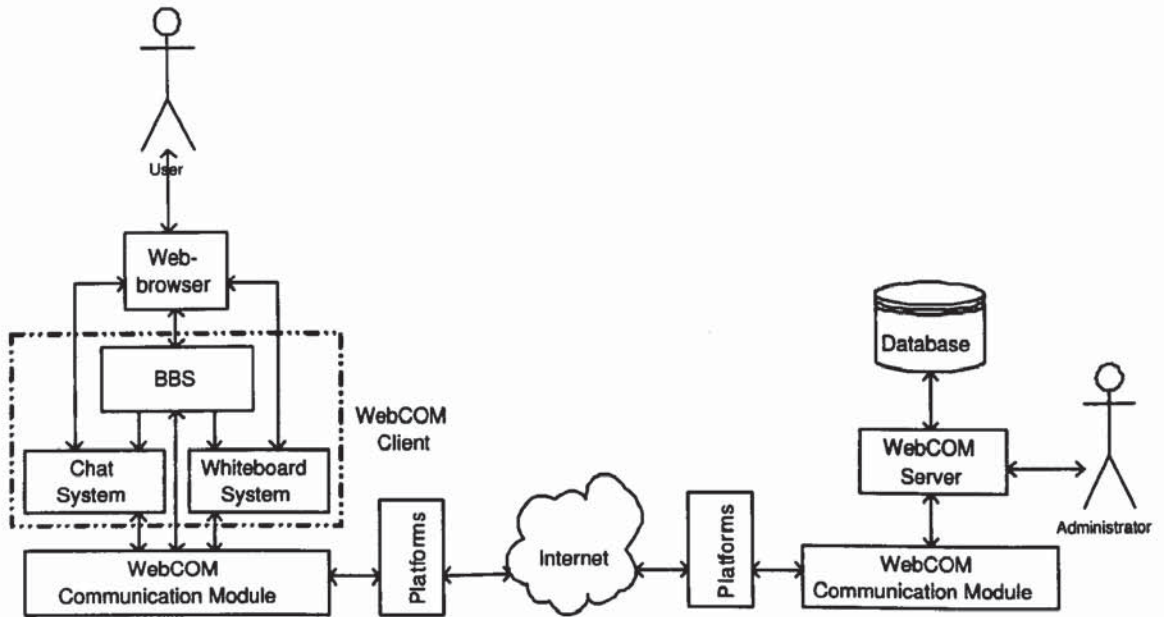 User
Web-
browser
BBS
WebCOM
Client
Chat
System
Whiteboard
System
WebCOM
Communication Module
Platforms
Internet
Platforms
Database
WebCOM
Server
Administrator
WebCOM
Communication Module